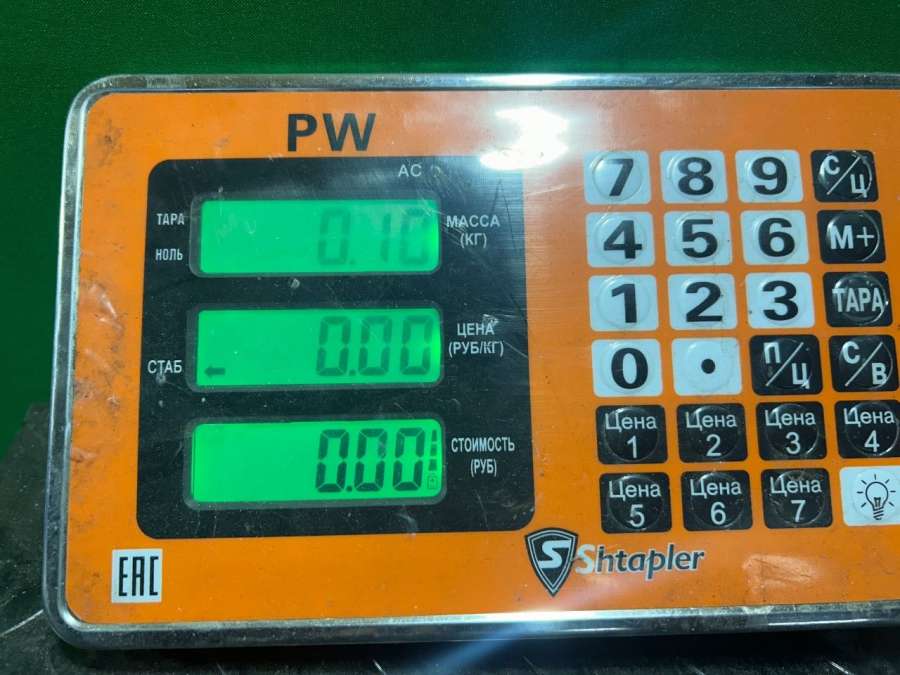 PW
AC
ТАРА
НОЛЬ
0.10
МАССА
(КГ)
СТАБ
0.00
ЦЕНА
(РУБ/КГ)
0.00
СТОИМОСТЬ
(РУБ)
7 8 9 С/Ц
4 5 6 М+
1 2 3 ТАРА
0 . П/Ц С/В
Цена 1 Цена 2 Цена 3 Цена 4
Цена 5 Цена 6 Цена 7
EAC
S Shtapler